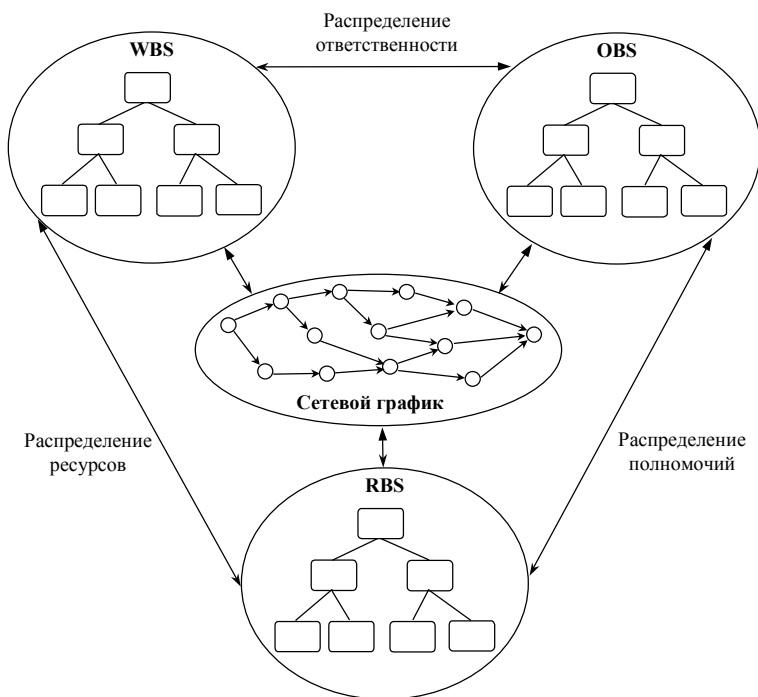 Распределение
ответственности
WBS
OBS
Сетевой график
Распределение
ресурсов
Распределение
полномочий
RBS